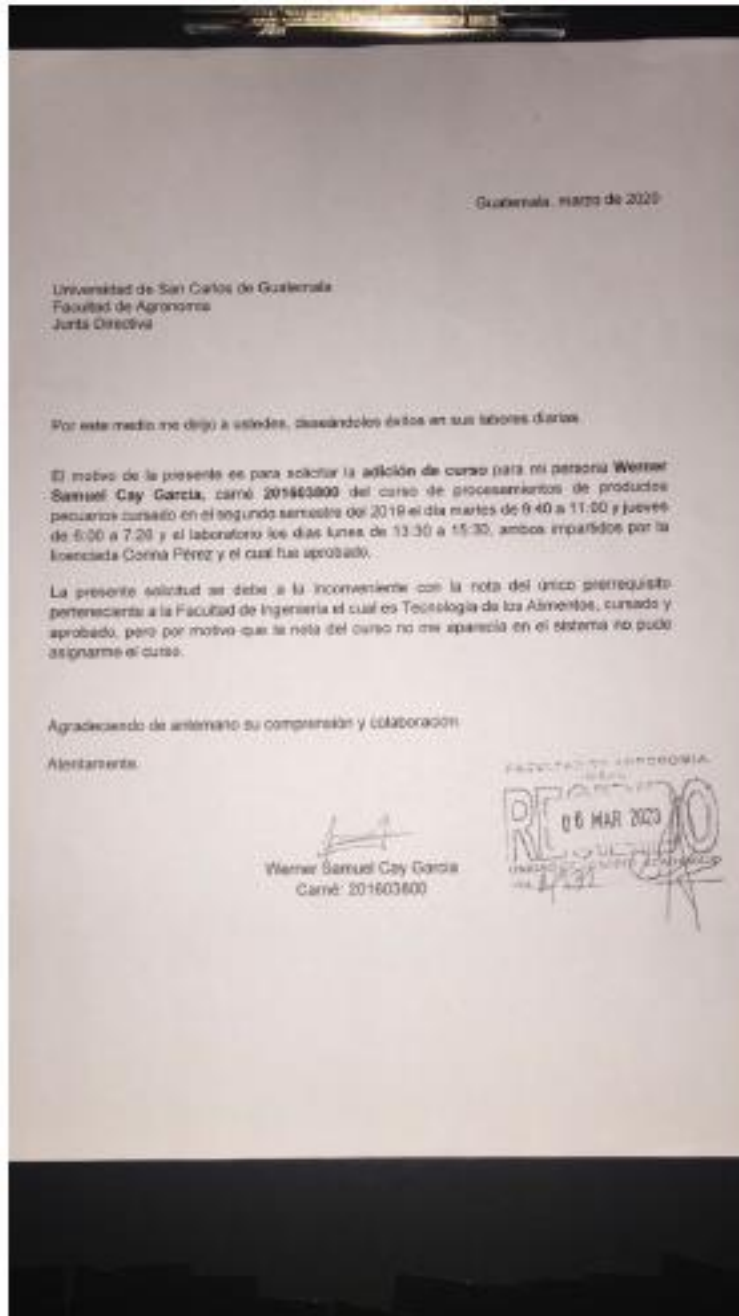 Guatemala, marzo de 2020
Universidad de San Carlos de Guatemala
Facultad de Agronomía
Junta Directiva
Por este medio me dirijo a ustedes, deseándoles éxitos en sus labores diarias.
El motivo de la presente es para solicitar la adición de curso para mi persona Werner
Samuel Cay García, carné 201603800 del curso de procesamientos de productos
pecuarios cursado en el segundo semestre del 2019 el día martes de 9:40 a 11:00 y jueves
de 6:00 a 7:20 y el laboratorio los días lunes de 13:30 a 15:30, ambos impartidos por la
licenciada Corina Pérez y el cual fue aprobado.
La presente solicitud se debe a inconveniente con la nota del único prerrequisito
perteneciente a la Facultad de Ingeniería el cual es Tecnología de los Alimentos, cursado y
aprobado, pero por motivo que la nota del curso no me aparecía en el sistema no pude
asignarme el curso.
Agradeciendo de antemano su comprensión y colaboración
Atentamente.
FACULTAD DE AGRONOMIA
06 MAR 2020
Werner Samuel Cay García
Carné: 201603800